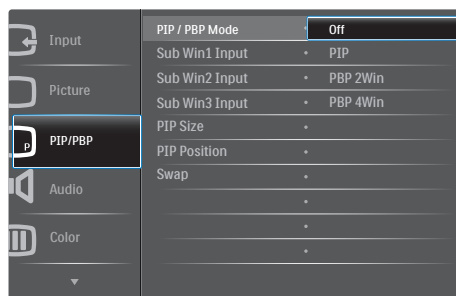 Input
Picture
P
PIP/PBP
Audio
Color
PIP / PBP Mode
Off
Sub Win1 Input
PIP
Sub Win2 Input
PBP 2Win
Sub Win3 Input
PBP 4Win
PIP Size
PIP Position
Swap